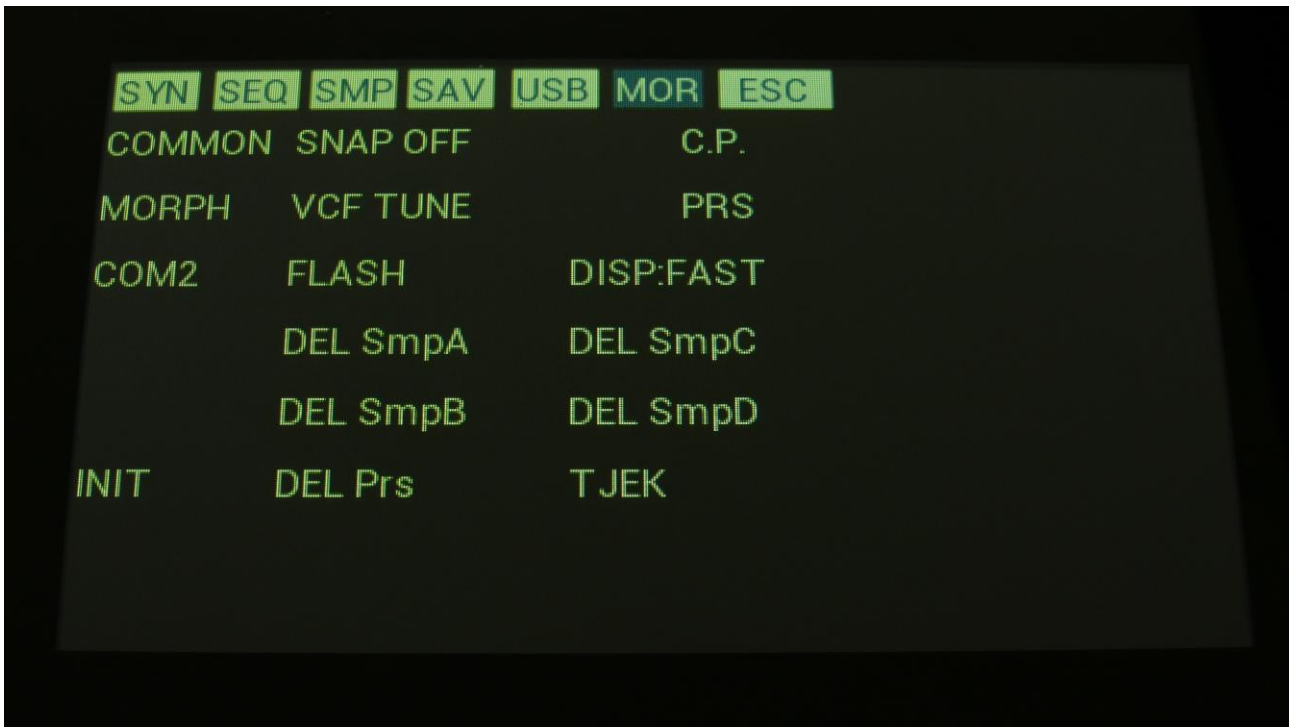 SYN SEQ SMP SAV USB MOR ESC
COMMON SNAP OFF C.P.
MORPH VCF TUNE PRS
COM2 FLASH DISP:FAST
DEL SmpA DEL SmpC
DEL SmpB DEL SmpD
INIT DEL Prs TJEK